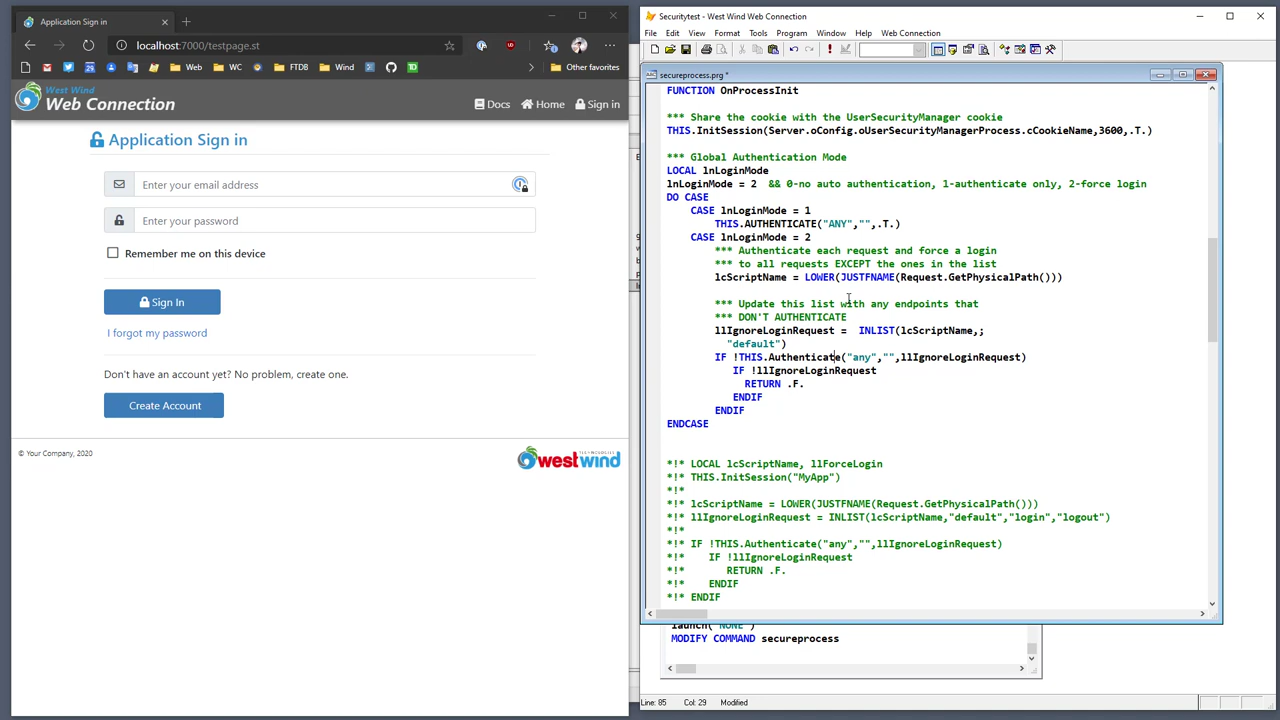 Application Sign in
localhost:70/testpage.st
Web
FTDB
Wind
Other favorites
West Wind
Web Connection
Docs
Home
Sign in
Application Sign in
Enter your email address
Enter your password
Remember me on this device
Sign In
I forgot my password
Don't have an account yet? No problem, create one.
Create Account
© Your Company, 2020
westwind
Securitytest - West Wind Web Connection
File Edit View Format Tools Program Window Help Web Connection
secureprocess.prg *
FUNCTION OnProcessInit
*** Share the cookie with the UserSecurityManager cookie
THIS.InitSession(Server.oConfig.oUserSecurityManagerProcess.cCookieName,3600,.T.)
*** Global Authentication Mode
LOCAL lnLoginMode
lnLoginMode = 2  && 0-no auto authentication, 1-authenticate only, 2-force login
DO CASE
CASE lnLoginMode = 1
THIS.AUTHENTICATE("ANY","",.T.)
CASE lnLoginMode = 2
*** Authenticate each request and force a login
*** to all requests EXCEPT the ones in the list
lcScriptName = LOWER(JUSTFNAME(Request.GetPhysicalPath()))
*** Update this list with any endpoints that
*** DON'T AUTHENTICATE
llIgnoreLoginRequest =  INLIST(lcScriptName,;
"default")
IF !THIS.Authenticate("any","",llIgnoreLoginRequest)
IF !llIgnoreLoginRequest
RETURN .F.
ENDIF
ENDIF
ENDCASE
*!* LOCAL lcScriptName, llForceLogin
*!* THIS.InitSession("MyApp")
*!*
*!* lcScriptName = LOWER(JUSTFNAME(Request.GetPhysicalPath()))
*!* llIgnoreLoginRequest = INLIST(lcScriptName,"default","login","logout")
*!*
*!* IF !THIS.Authenticate("any","",llIgnoreLoginRequest)
*!*    IF !llIgnoreLoginRequest
*!*       RETURN .F.
*!*    ENDIF
*!* ENDIF
launch("NONE")
MODIFY COMMAND secureprocess
Line: 85 Col: 29 Modified